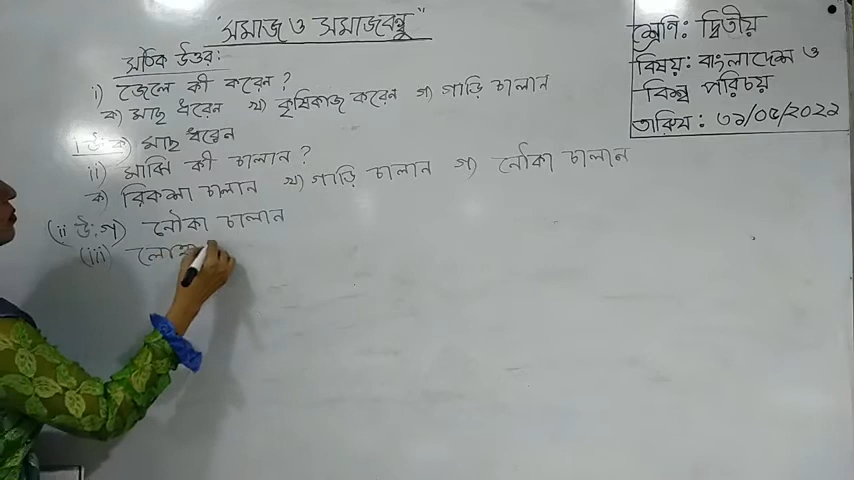 "সমাজ ও সমাজবন্ধু"
শ্রেণি: দ্বিতীয়
বিষয়: বাংলাদেশ ও
বিশ্ব পরিচয়
তারিখ: ৩১/০৫/২০২১
সঠিক উত্তর:
i) জেলে কী করেন?
ক) মাছ ধরেন খ) কৃষিকাজ করেন গ) গাড়ি চালান
i উ: ক) মাছ ধরেন
ii) মাঝি কী চালান?
ক) রিকশা চালান খ) গাড়ি চালান গ) নৌকা চালান
(ii উ: গ) নৌকা চালান
(iii)